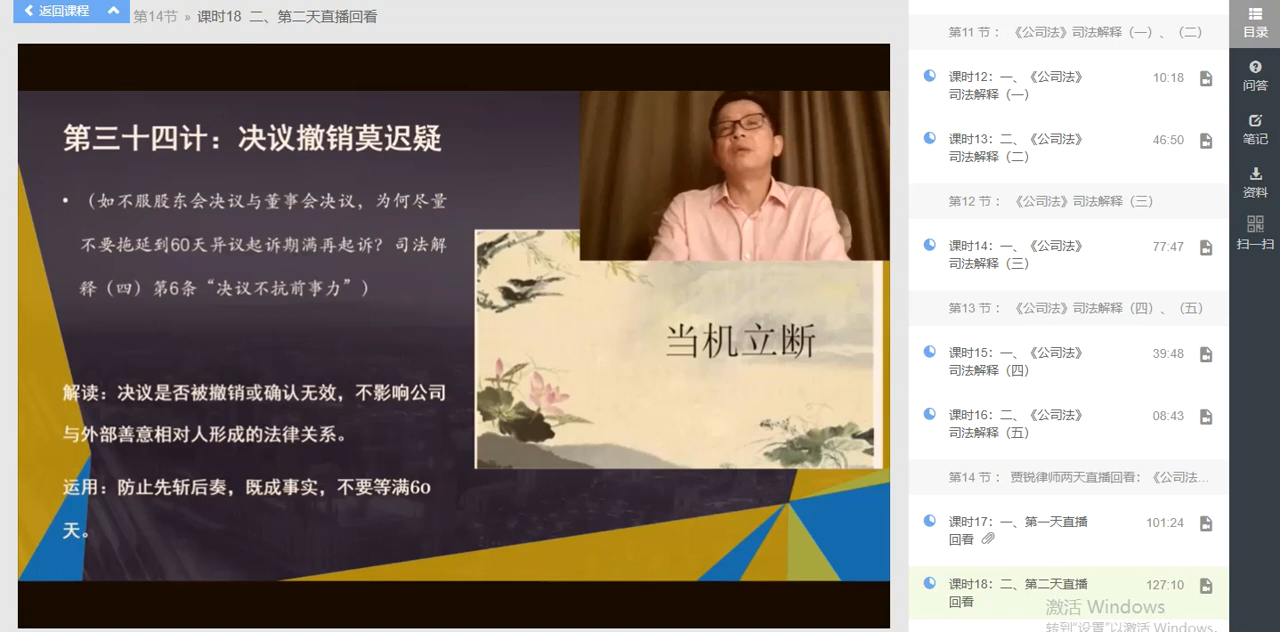 返回课程
第14节 » 课时18 二、第二天直播回看
第三十四计：决议撤销莫迟疑
• （如不服股东会决议与董事会决议，为何尽量
不要拖延到60天异议起诉期满再起诉？司法解
释（四）第6条“决议不抗前事力”）
当机立断
解读：决议是否被撤销或确认无效，不影响公司
与外部善意相对人形成的法律关系。
运用：防止先斩后奏，既成事实，不要等满60
天。
第11 节： 《公司法》司法解释（一）、（二）
课时12：一、《公司法》 10:18
司法解释（一）
课时13：二、《公司法》 46:50
司法解释（二）
第12 节： 《公司法》司法解释（三）
课时14：一、《公司法》 77:47
司法解释（三）
第13 节： 《公司法》司法解释（四）、（五）
课时15：一、《公司法》 39:48
司法解释（四）
课时16：二、《公司法》 08:43
司法解释（五）
第14 节： 贾锐律师两天直播回看：《公司法...
课时17：一、第一天直播 101:24
回看
课时18：二、第二天直播 127:10
回看
激活 Windows
转到“设置”以激活 Windows。
目录
问答
笔记
资料
扫一扫